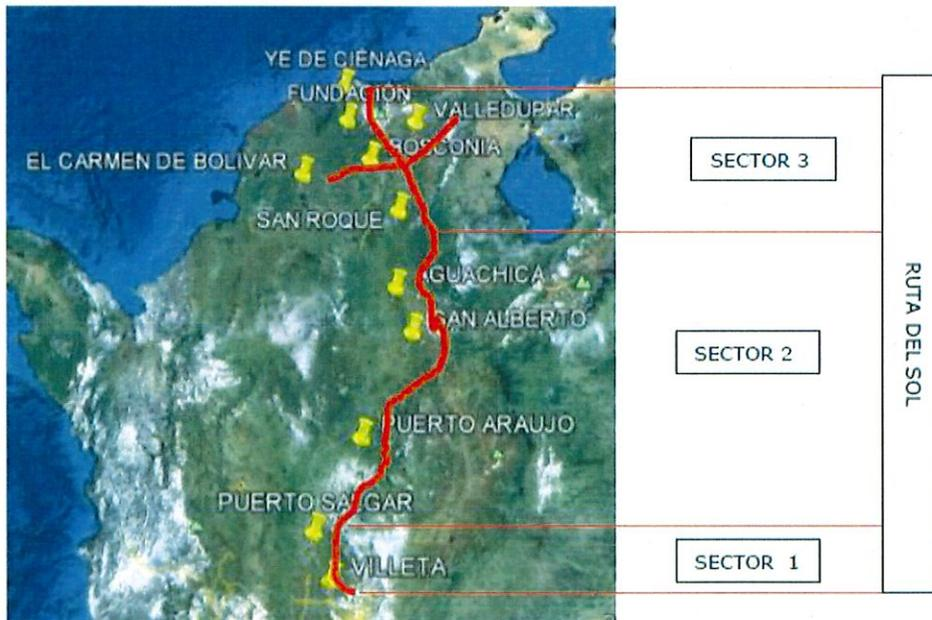 YE DE CIÉNAGA
FUNDACIÓN
VALLEDUPAR
BOSCONIA
EL CARMEN DE BOLÍVAR
SAN ROQUE
AGUACHICA
SAN ALBERTO
PUERTO ARAUJO
PUERTO SALGAR
VILLETA
SECTOR 3
SECTOR 2
SECTOR 1
RUTA DEL SOL